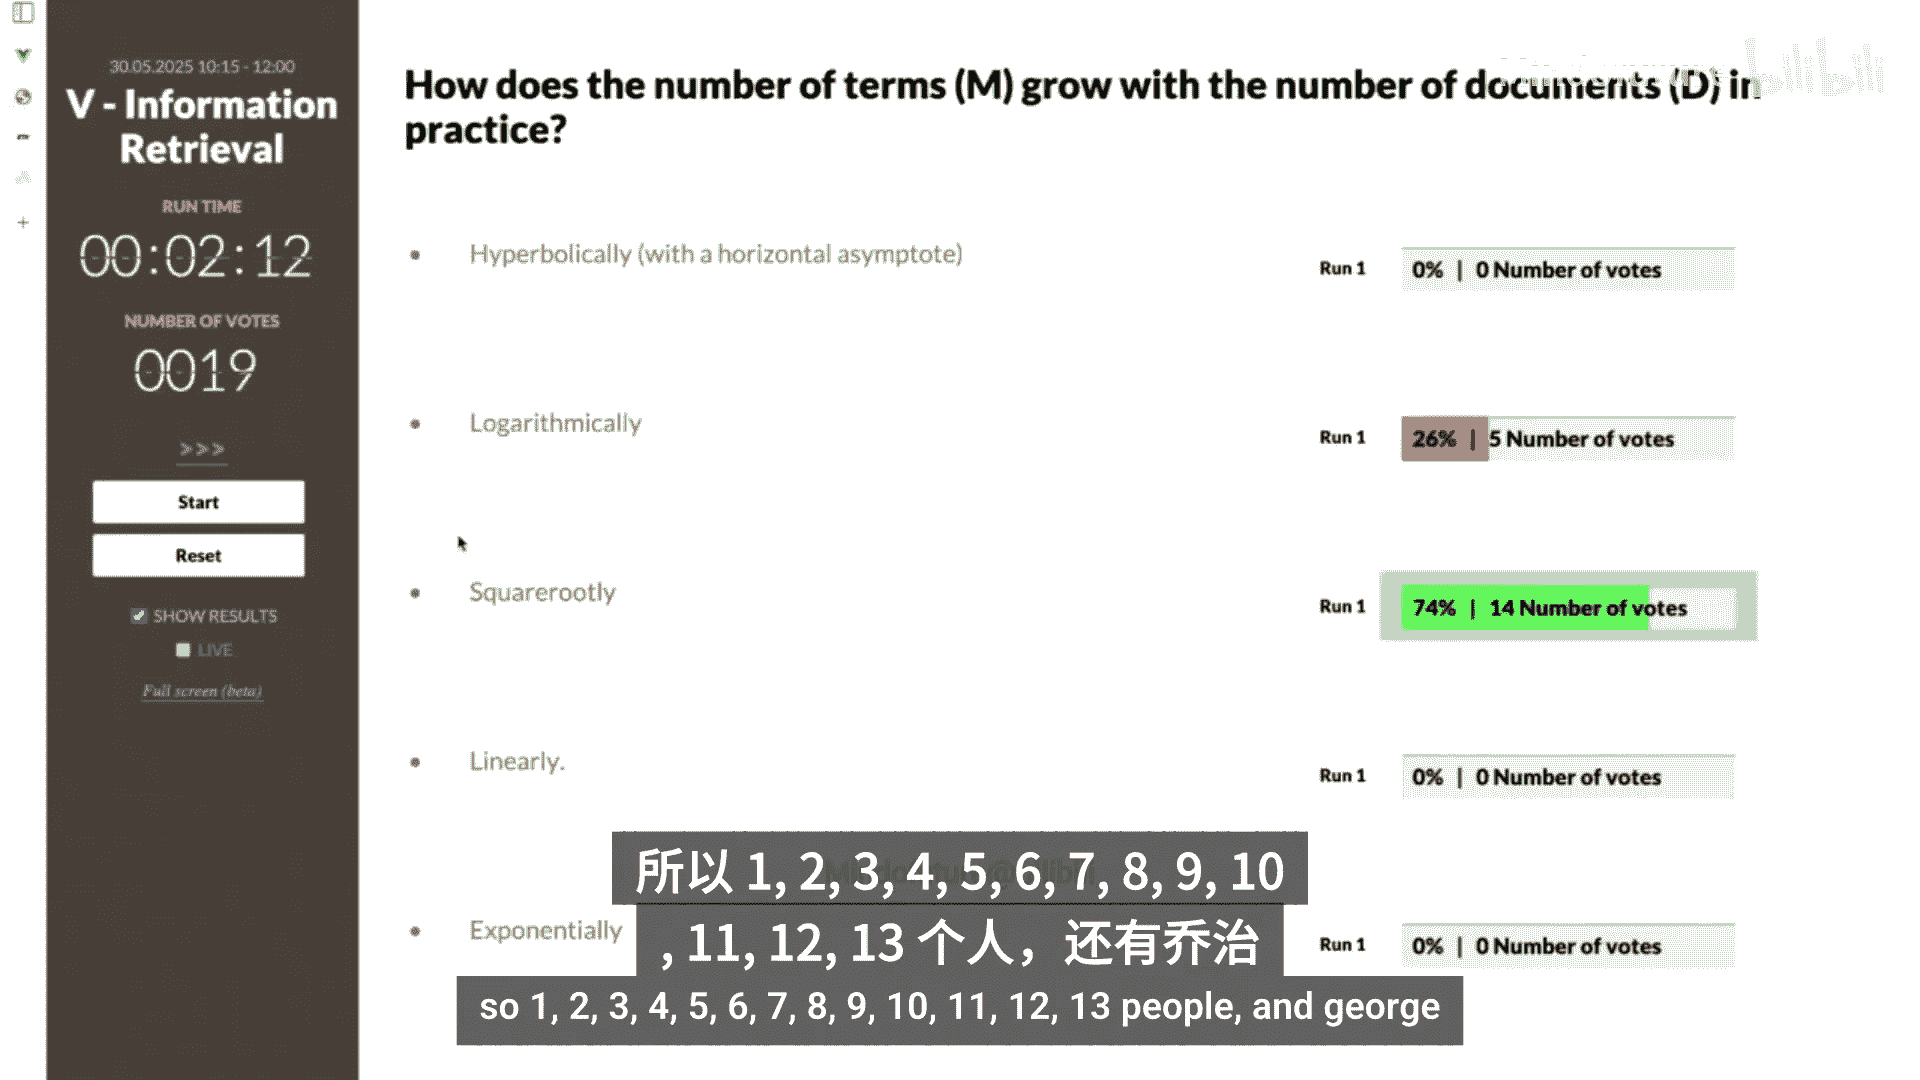 30.05.2025 10:15 - 12:00
V - Information
Retrieval
RUN TIME
00:02:12
NUMBER OF VOTES
0019
>>>
Start
Reset
SHOW RESULTS
LIVE
Full screen (beta)
How does the number of terms (M) grow with the number of documents (D) in
practice?
bilibili
Hyperbolically (with a horizontal asymptote)
Run 1
0% | 0 Number of votes
Logarithmically
Run 1
26% | 5 Number of votes
Squarerootly
Run 1
74% | 14 Number of votes
Linearly.
Run 1
0% | 0 Number of votes
Exponentially
Run 1
0% | 0 Number of votes
所以 1, 2, 3, 4, 5, 6, 7, 8, 9, 10
, 11, 12, 13 个人，还有乔治
so 1, 2, 3, 4, 5, 6, 7, 8, 9, 10, 11, 12, 13 people, and george